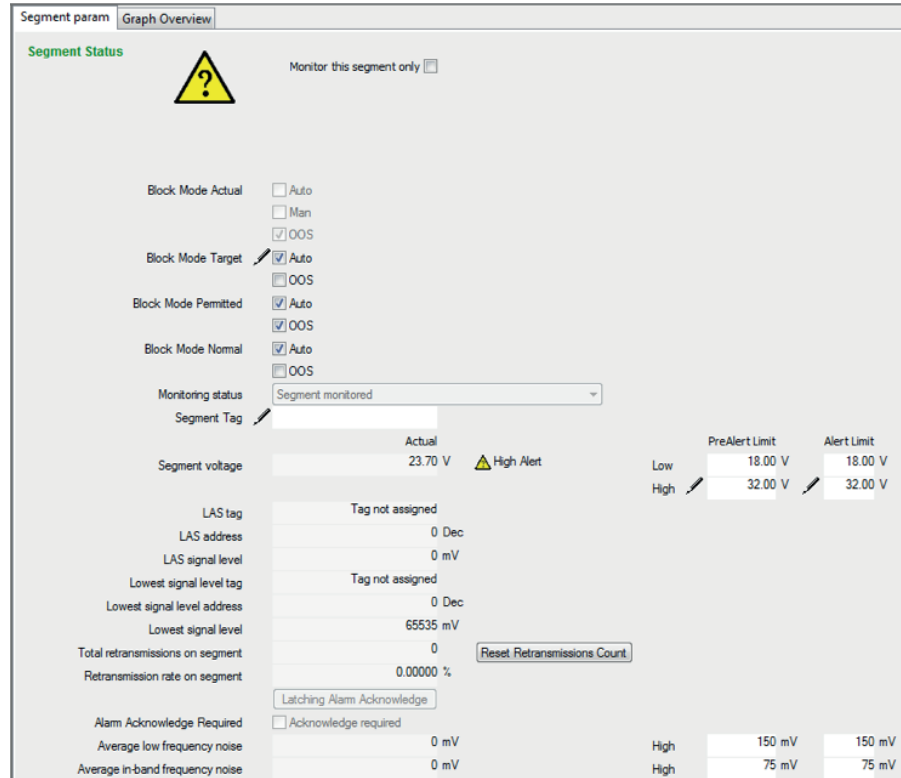 Segment param Graph Overview
Segment Status
?
Monitor this segment only
Block Mode Actual Auto
Man
OOS
Block Mode Target Auto
OOS
Block Mode Permitted Auto
OOS
Block Mode Normal Auto
OOS
Monitoring status Segment monitored
Segment Tag
Actual PreAlert Limit Alert Limit
Segment voltage 23.70 V High Alert Low 18.00 V 18.00 V
High 32.00 V 32.00 V
LAS tag Tag not assigned
LAS address 0 Dec
LAS signal level 0 mV
Lowest signal level tag Tag not assigned
Lowest signal level address 0 Dec
Lowest signal level 65535 mV
Total retransmissions on segment 0 Reset Retransmissions Count
Retransmission rate on segment 0.00000 %
Latching Alarm Acknowledge
Alarm Acknowledge Required Acknowledge required
Average low frequency noise 0 mV High 150 mV 150 mV
Average in-band frequency noise 0 mV High 75 mV 75 mV